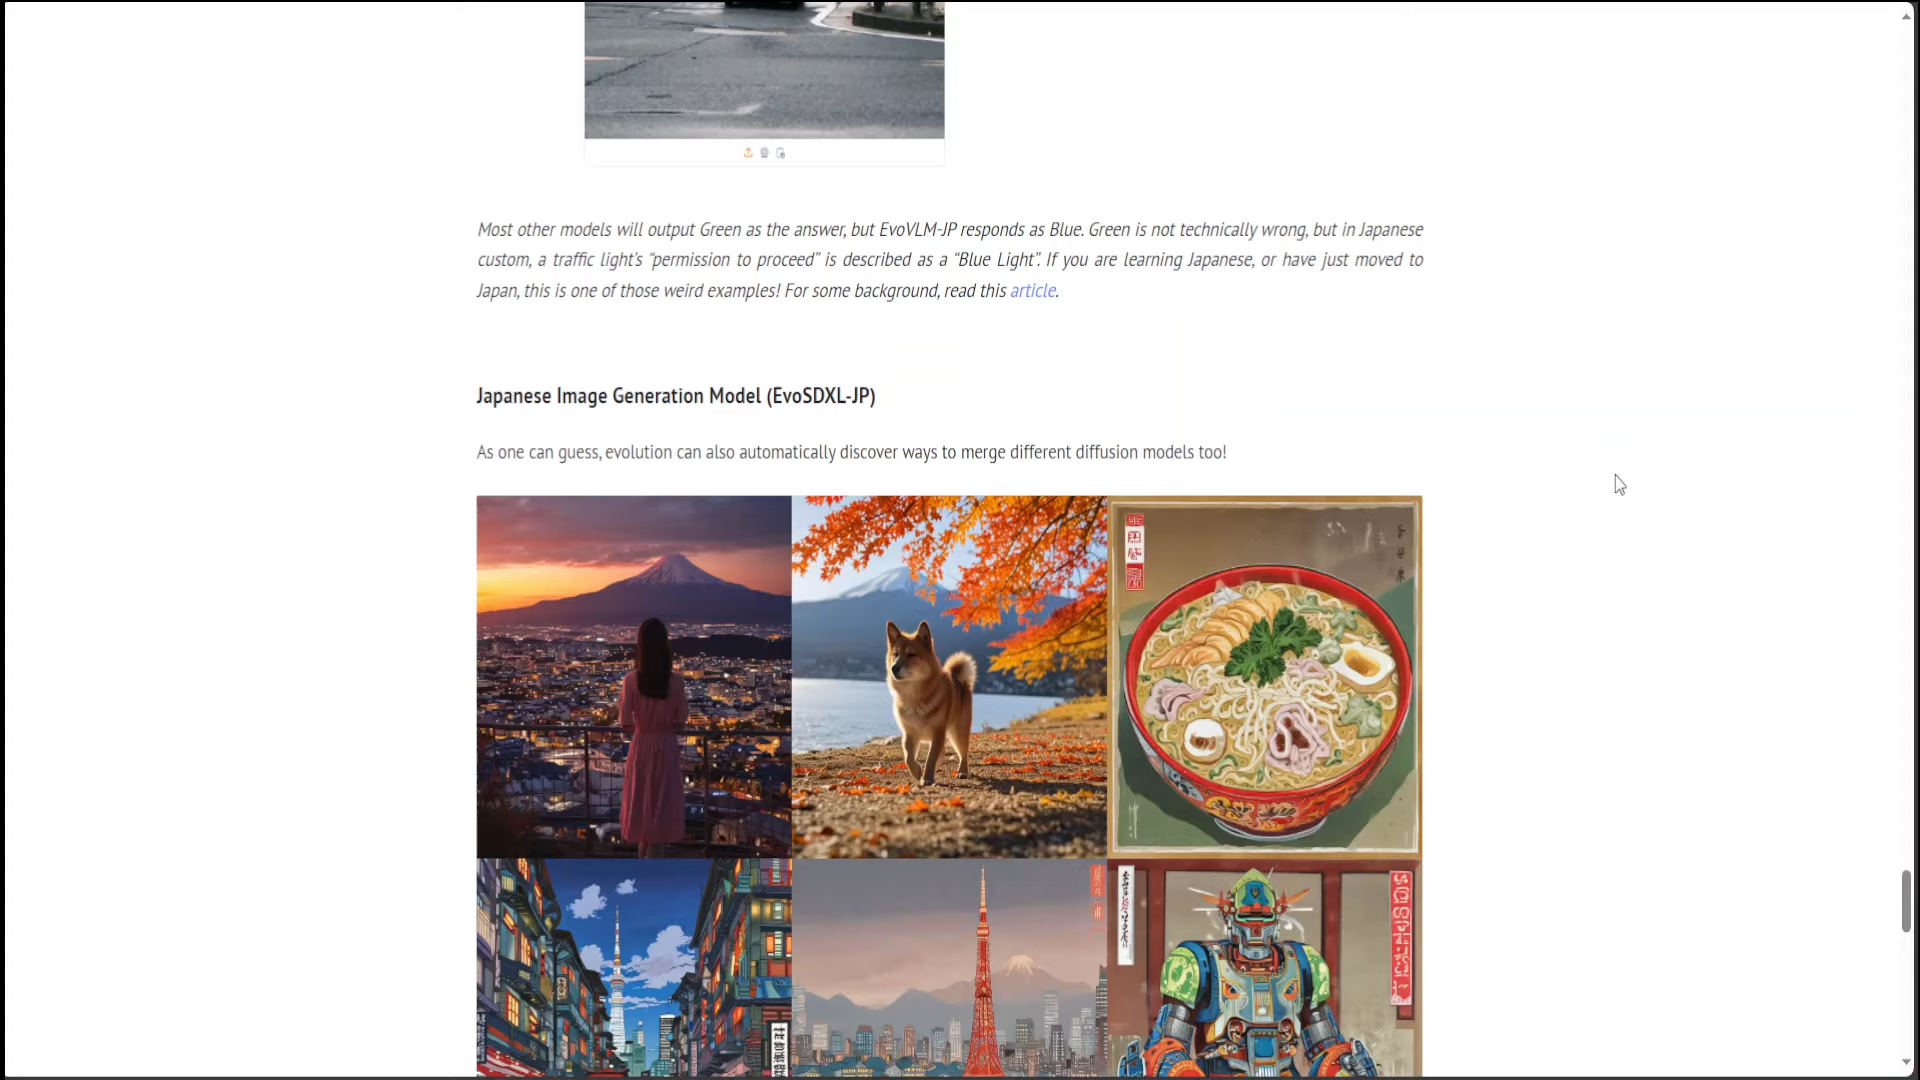 Most other models will output Green as the answer, but EvoVLM-JP responds as Blue. Green is not technically wrong, but in Japanese
custom, a traffic light's “permission to proceed” is described as a “Blue Light”. If you are learning Japanese, or have just moved to
Japan, this is one of those weird examples! For some background, read this article.
Japanese Image Generation Model (EvoSDXL-JP)
As one can guess, evolution can also automatically discover ways to merge different diffusion models too!